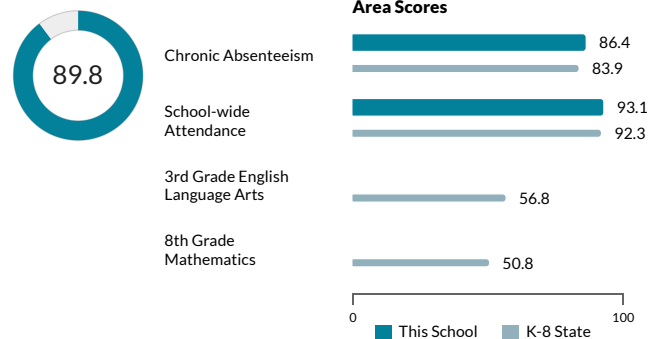 Area Scores
89.8
Chronic Absenteeism
86.4
83.9
School-wide
Attendance
93.1
92.3
3rd Grade English
Language Arts
56.8
8th Grade
Mathematics
50.8
0
100
This School
K-8 State